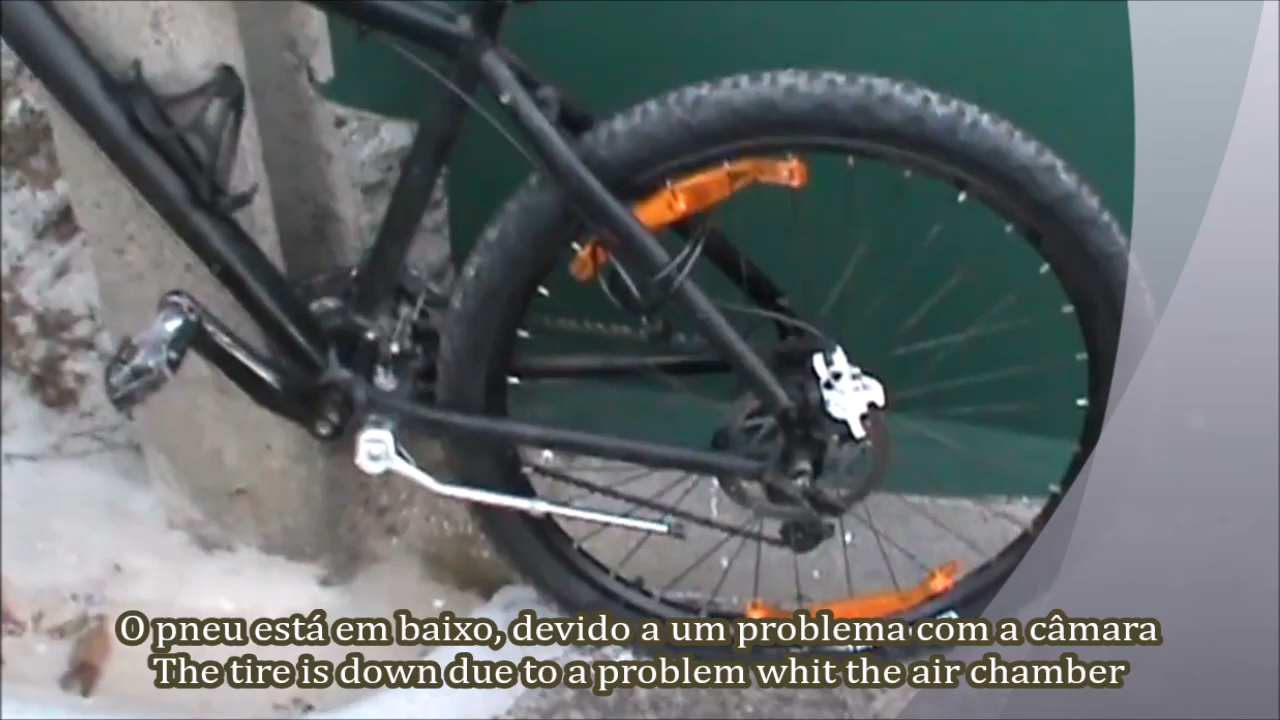 O pneu está em baixo, devido a um problema com a câmara
The tire is down due to a problem whit the air chamber